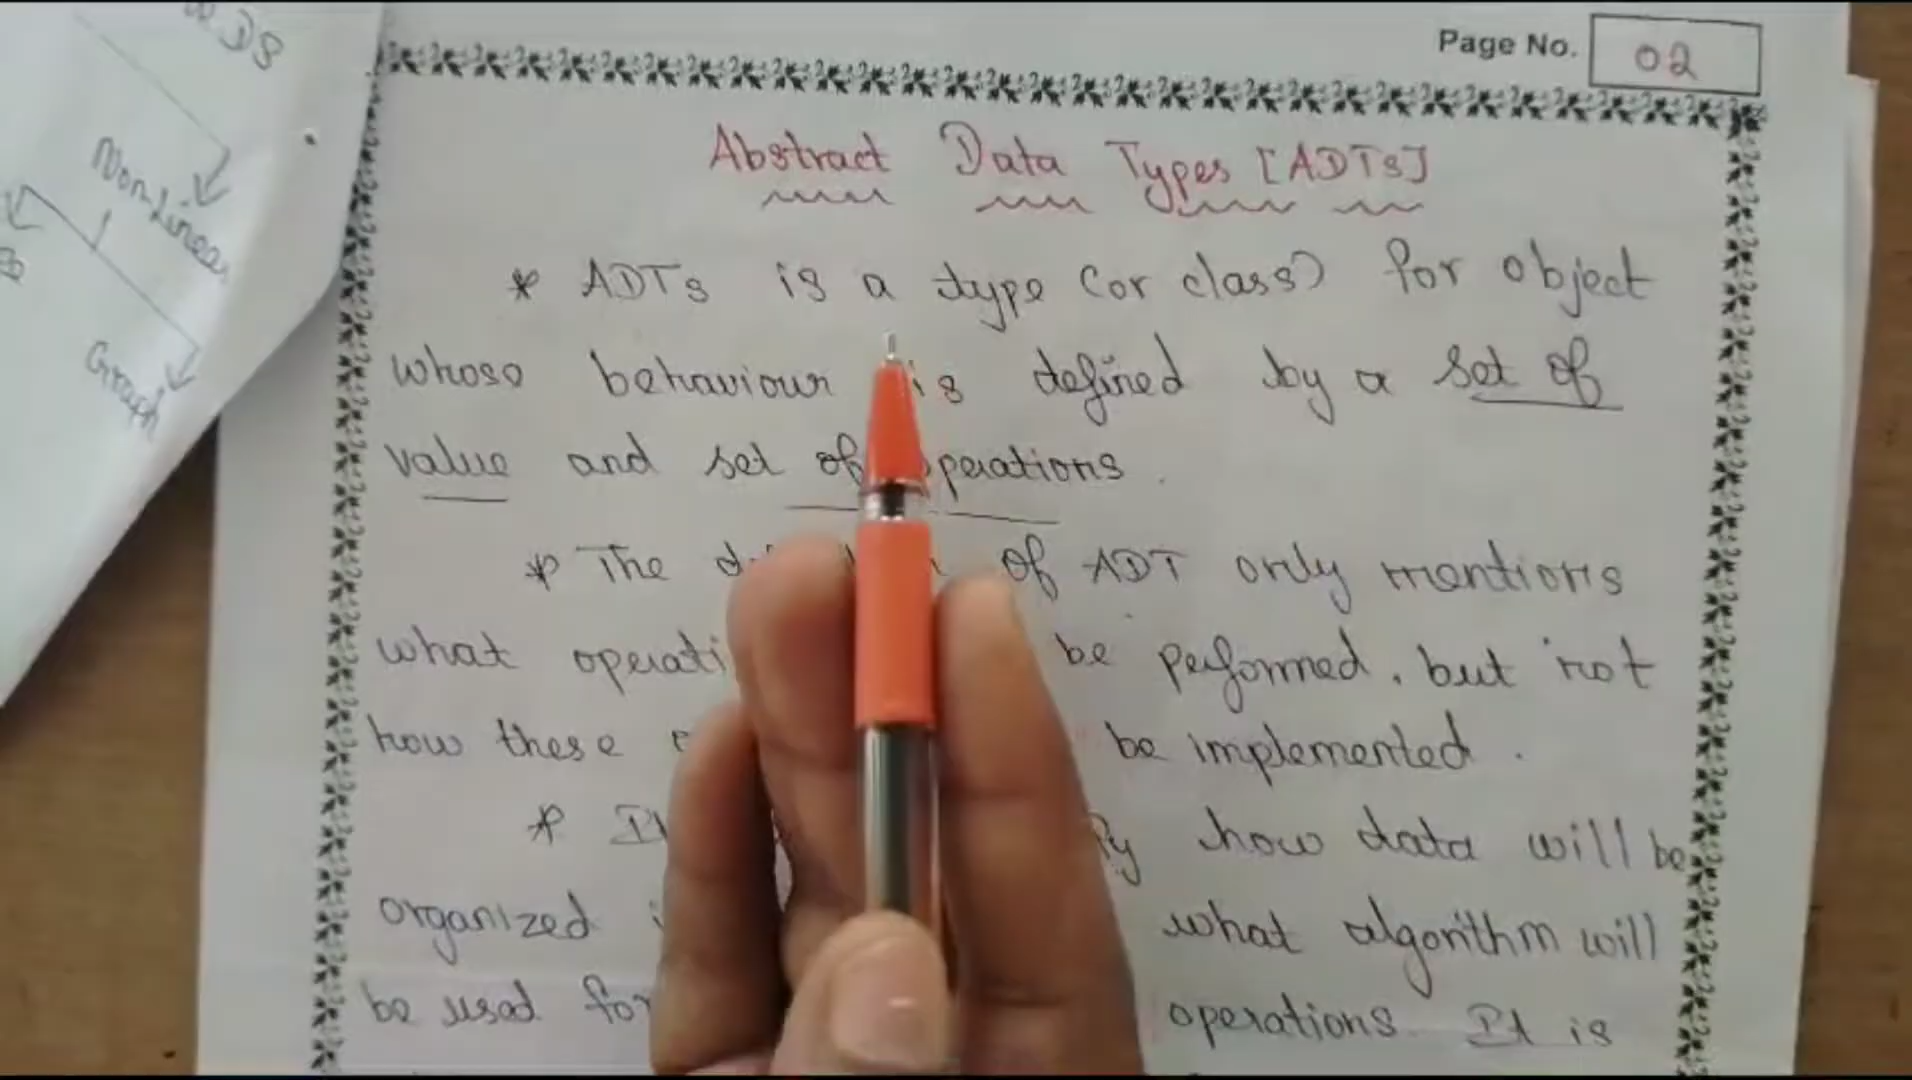 DS
Non-Linear
Graph
Page No. 02
Abstract Data Types [ADTs]
* ADTs is a type (or class) for object
whose behaviour is defined by a set of
value and set of operations.
* The of ADT only mentions
what be performed, but not
how these be implemented.
* how data will be
organized what algorithm will
be used for operations. It is